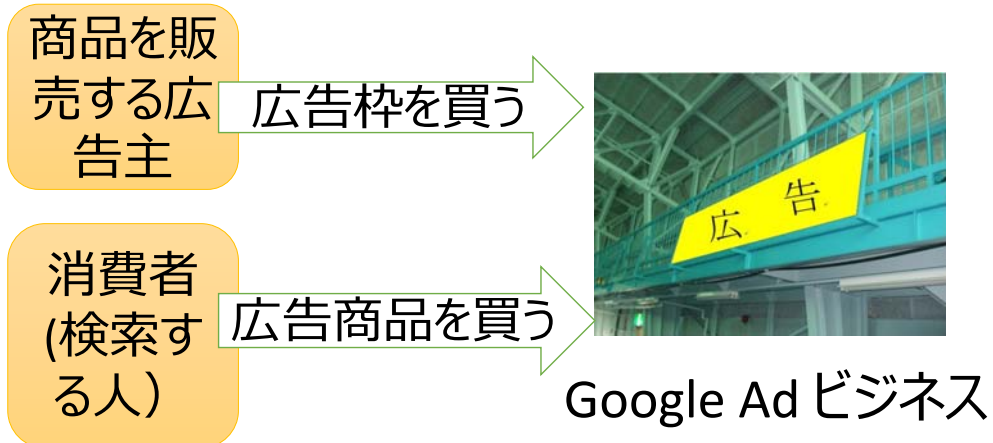 商品を販
売する広
告主
広告枠を買う
広告
消費者
(検索す
る人）
広告商品を買う
Google Ad ビジネス